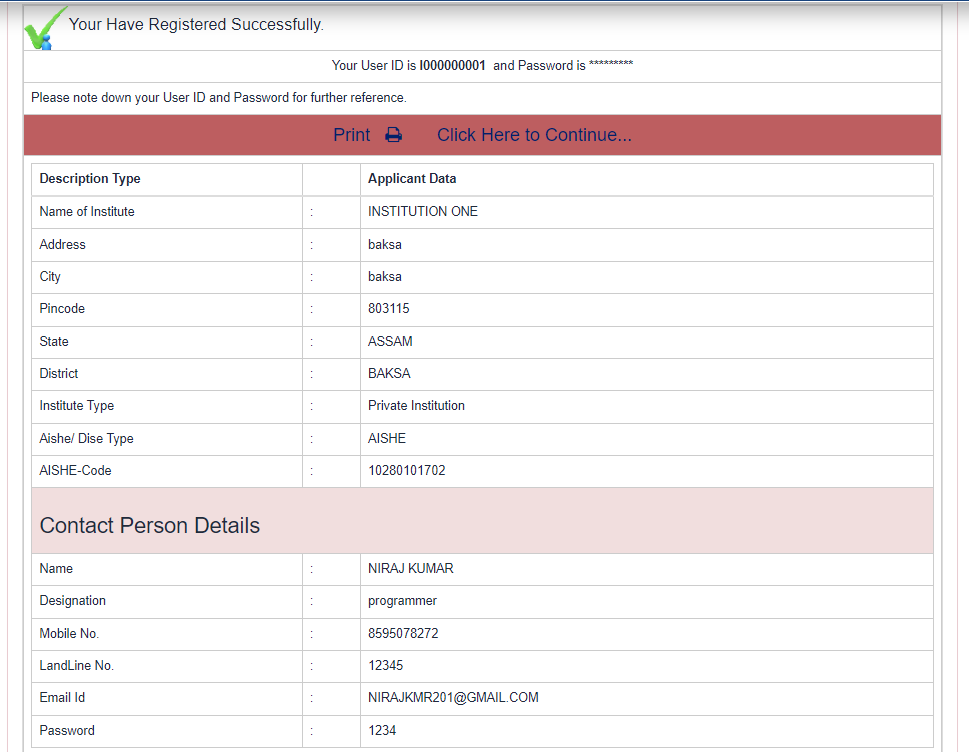 Your Have Registered Successfully.
Your User ID is I000000001 and Password is *********
Please note down your User ID and Password for further reference.
Print Click Here to Continue...
Description Type Applicant Data
Name of Institute : INSTITUTION ONE
Address : baksa
City : baksa
Pincode : 803115
State : ASSAM
District : BAKSA
Institute Type : Private Institution
Aishe/ Dise Type : AISHE
AISHE-Code : 10280101702
Contact Person Details
Name : NIRAJ KUMAR
Designation : programmer
Mobile No. : 8595078272
LandLine No. : 12345
Email Id : NIRAJKMR201@GMAIL.COM
Password : 1234